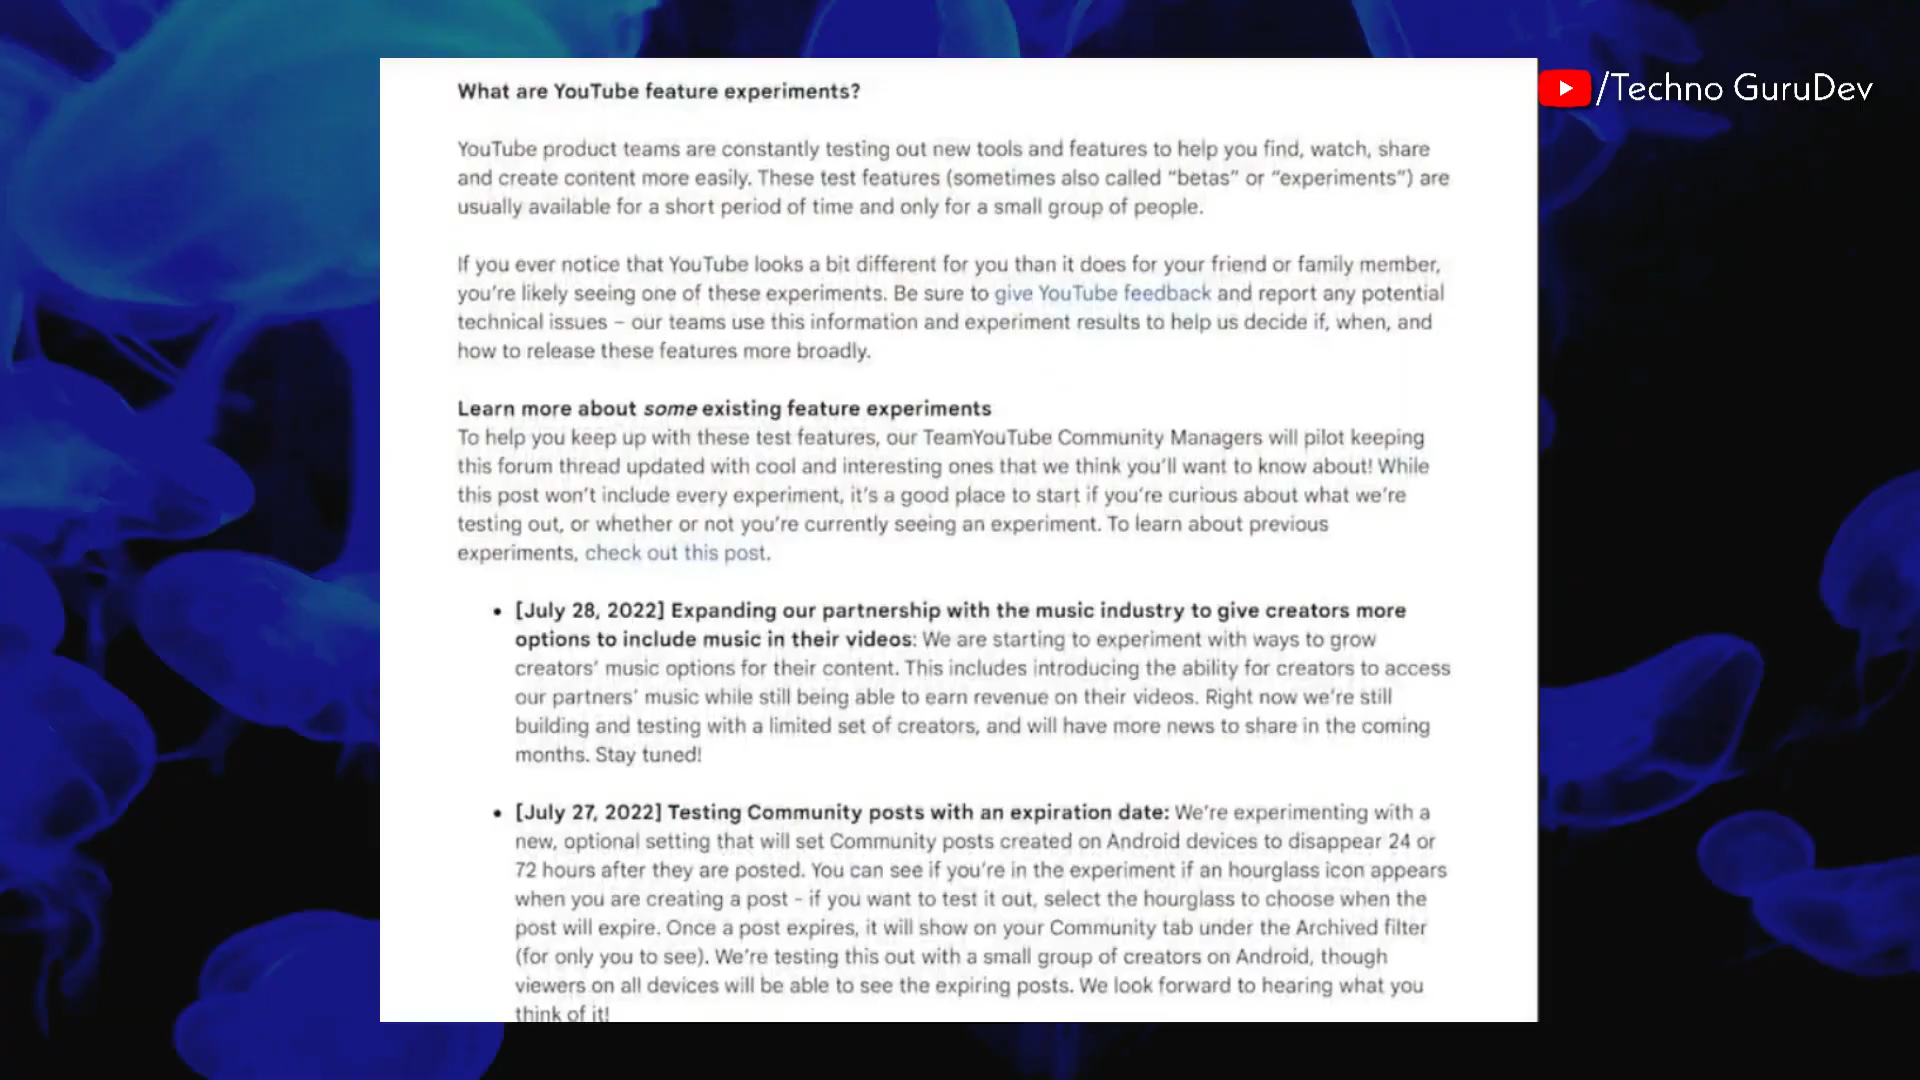 What are YouTube feature experiments?
/Techno GuruDev
YouTube product teams are constantly testing out new tools and features to help you find, watch, share
and create content more easily. These test features (sometimes also called “betas” or “experiments”) are
usually available for a short period of time and only for a small group of people.
If you ever notice that YouTube looks a bit different for you than it does for your friend or family member,
you’re likely seeing one of these experiments. Be sure to give YouTube feedback and report any potential
technical issues – our teams use this information and experiment results to help us decide if, when, and
how to release these features more broadly.
Learn more about some existing feature experiments
To help you keep up with these test features, our TeamYouTube Community Managers will pilot keeping
this forum thread updated with cool and interesting ones that we think you’ll want to know about! While
this post won’t include every experiment, it’s a good place to start if you’re curious about what we’re
testing out, or whether or not you’re currently seeing an experiment. To learn about previous
experiments, check out this post.
• [July 28, 2022] Expanding our partnership with the music industry to give creators more
options to include music in their videos: We are starting to experiment with ways to grow
creators’ music options for their content. This includes introducing the ability for creators to access
our partners’ music while still being able to earn revenue on their videos. Right now we’re still
building and testing with a limited set of creators, and will have more news to share in the coming
months. Stay tuned!
• [July 27, 2022] Testing Community posts with an expiration date: We’re experimenting with a
new, optional setting that will set Community posts created on Android devices to disappear 24 or
72 hours after they are posted. You can see if you’re in the experiment if an hourglass icon appears
when you are creating a post – if you want to test it out, select the hourglass to choose when the
post will expire. Once a post expires, it will show on your Community tab under the Archived filter
(for only you to see). We’re testing this out with a small group of creators on Android, though
viewers on all devices will be able to see the expiring posts. We look forward to hearing what you
think of it!